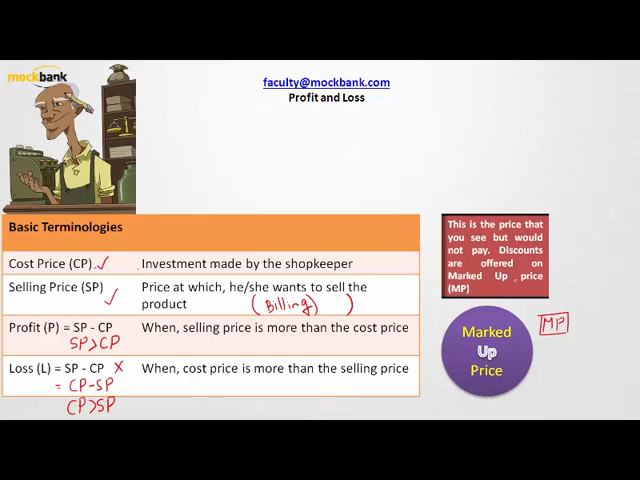 mockbank
faculty@mockbank.com
Profit and Loss
Basic Terminologies
Cost Price (CP). Investment made by the shopkeeper
Selling Price (SP) Price at which, he/she wants to sell the
product (Billing) )
Profit (P) = SP - CP When, selling price is more than the cost price
SP>CP
Loss (L) = SP - CP X When, cost price is more than the selling price
= CP-SP
CP>SP
This is the price that
you see but would
not pay. Discounts
are offered on
Marked Up price
(MP)
Marked
Up
Price
MP